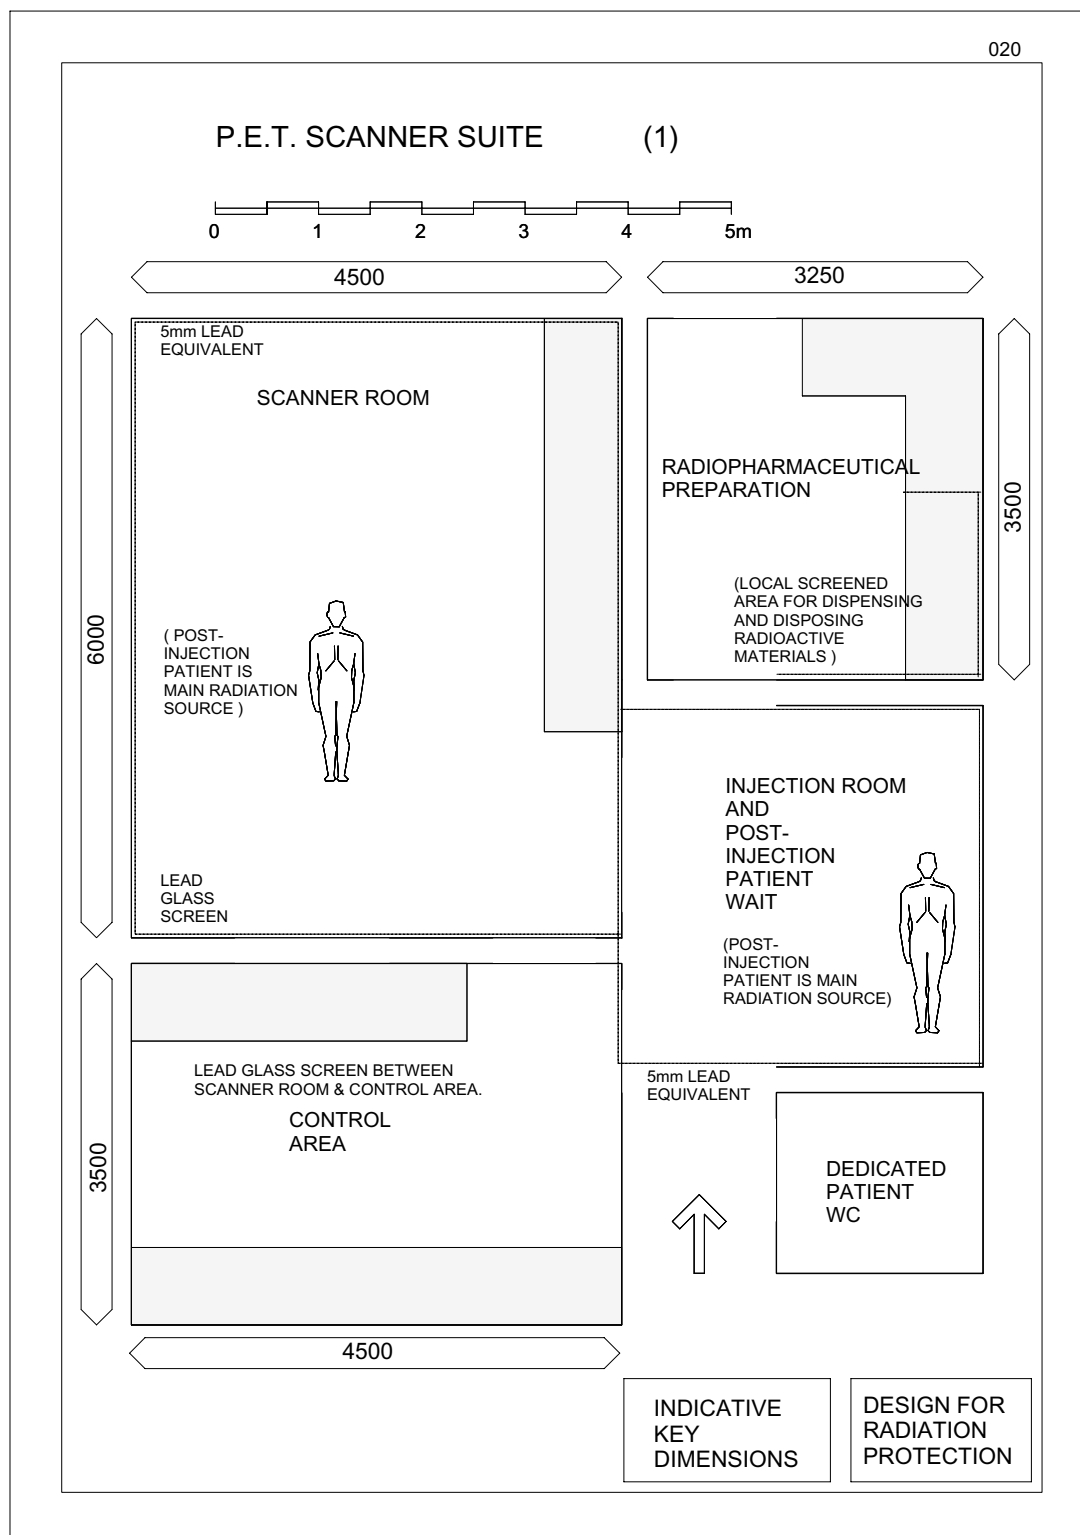 020
P.E.T. SCANNER SUITE (1)
0 1 2 3 4 5m
4500
3250
5mm LEAD
EQUIVALENT
SCANNER ROOM
6000
( POST-
INJECTION
PATIENT IS
MAIN RADIATION
SOURCE )
LEAD
GLASS
SCREEN
RADIOPHARMACEUTICAL
PREPARATION
3500
(LOCAL SCREENED
AREA FOR DISPENSING
AND DISPOSING
RADIOACTIVE
MATERIALS )
INJECTION ROOM
AND
POST-
INJECTION
PATIENT
WAIT
(POST-
INJECTION
PATIENT IS MAIN
RADIATION SOURCE)
LEAD GLASS SCREEN BETWEEN
SCANNER ROOM & CONTROL AREA.
CONTROL
AREA
3500
5mm LEAD
EQUIVALENT
DEDICATED
PATIENT
WC
4500
INDICATIVE
KEY
DIMENSIONS
DESIGN FOR
RADIATION
PROTECTION